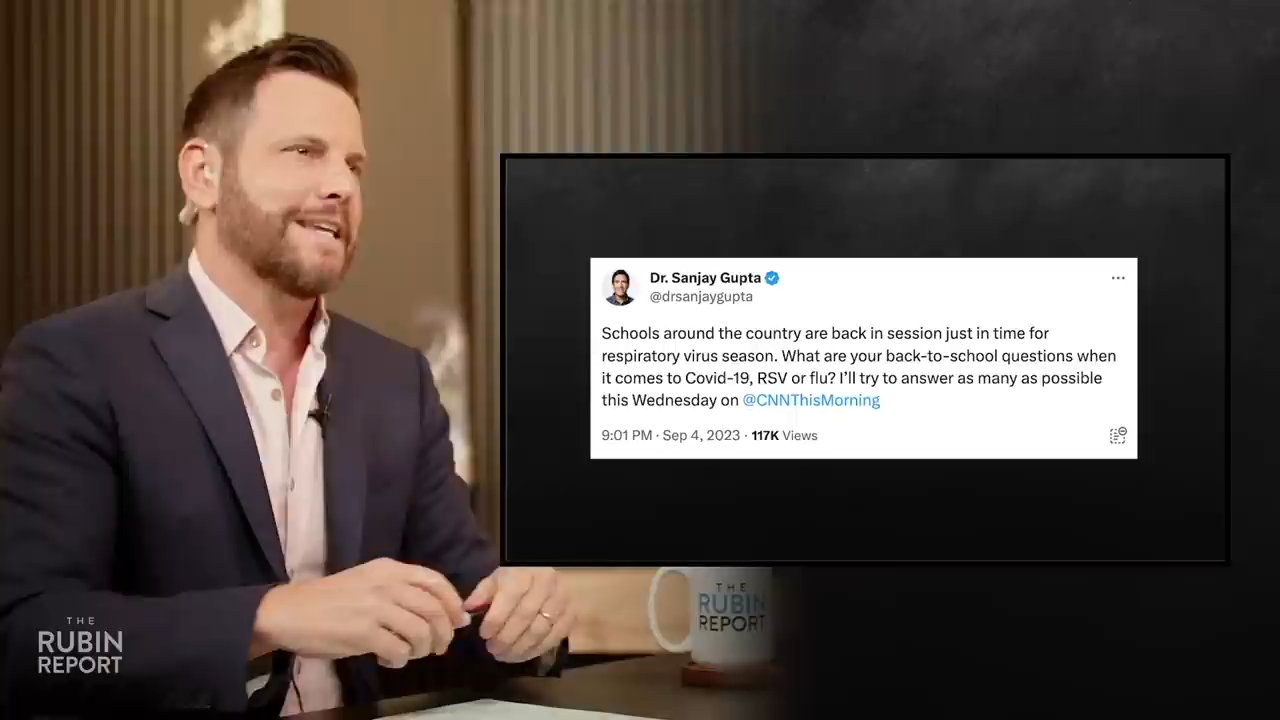 Dr. Sanjay Gupta
@drsanjaygupta
Schools around the country are back in session just in time for
respiratory virus season. What are your back-to-school questions when
it comes to Covid-19, RSV or flu? I’ll try to answer as many as possible
this Wednesday on @CNNThisMorning
9:01 PM · Sep 4, 2023 · 117K Views
THE
RUBIN
REPORT
THE
RUBIN
REPORT